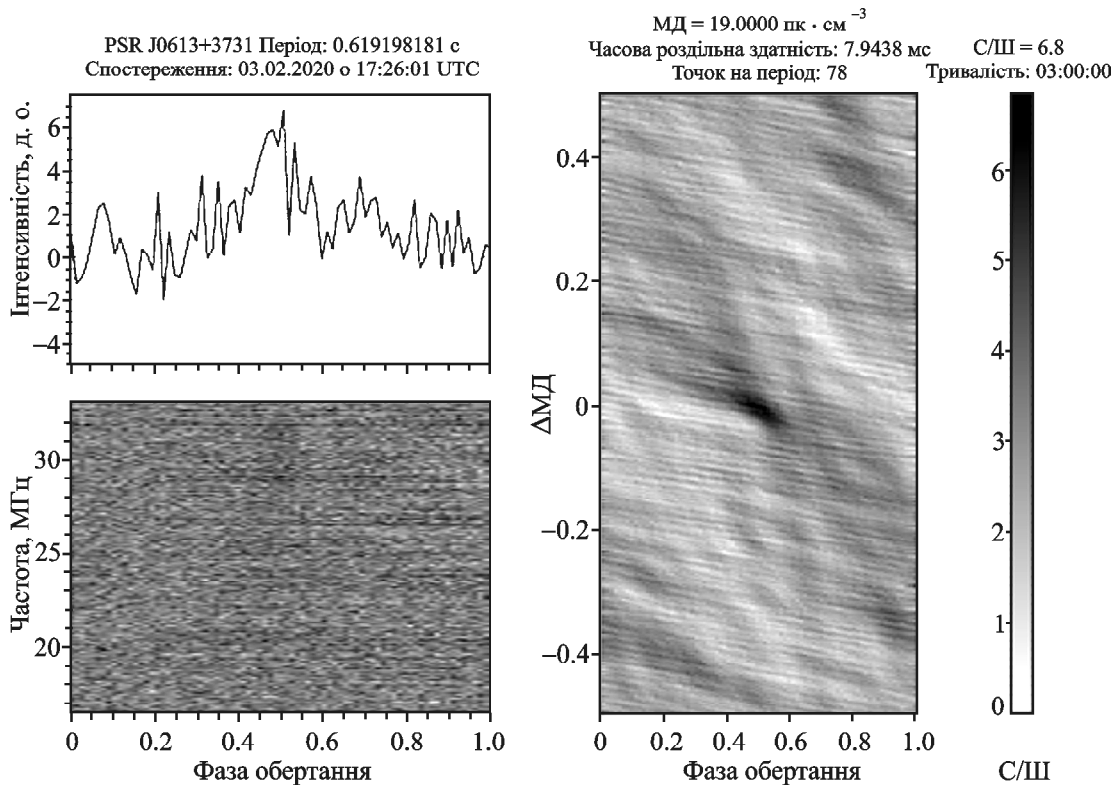 PSR J0613+3731 Період: 0.619198181 с
Спостереження: 03.02.2020 о 17:26:01 UTC
МД = 19.0000 пк · см −3
Часова роздільна здатність: 7.9438 мс
Точок на період: 78
С/Ш = 6.8
Тривалість: 03:00:00
Інтенсивність, д. о.
6
4
2
0
−2
−4
Частота, МГц
30
25
20
0 0.2 0.4 0.6 0.8 1.0
Фаза обертання
ΔМД
0.4
0.2
0
−0.2
−0.4
0 0.2 0.4 0.6 0.8 1.0
Фаза обертання
6
5
4
3
2
1
0
С/Ш